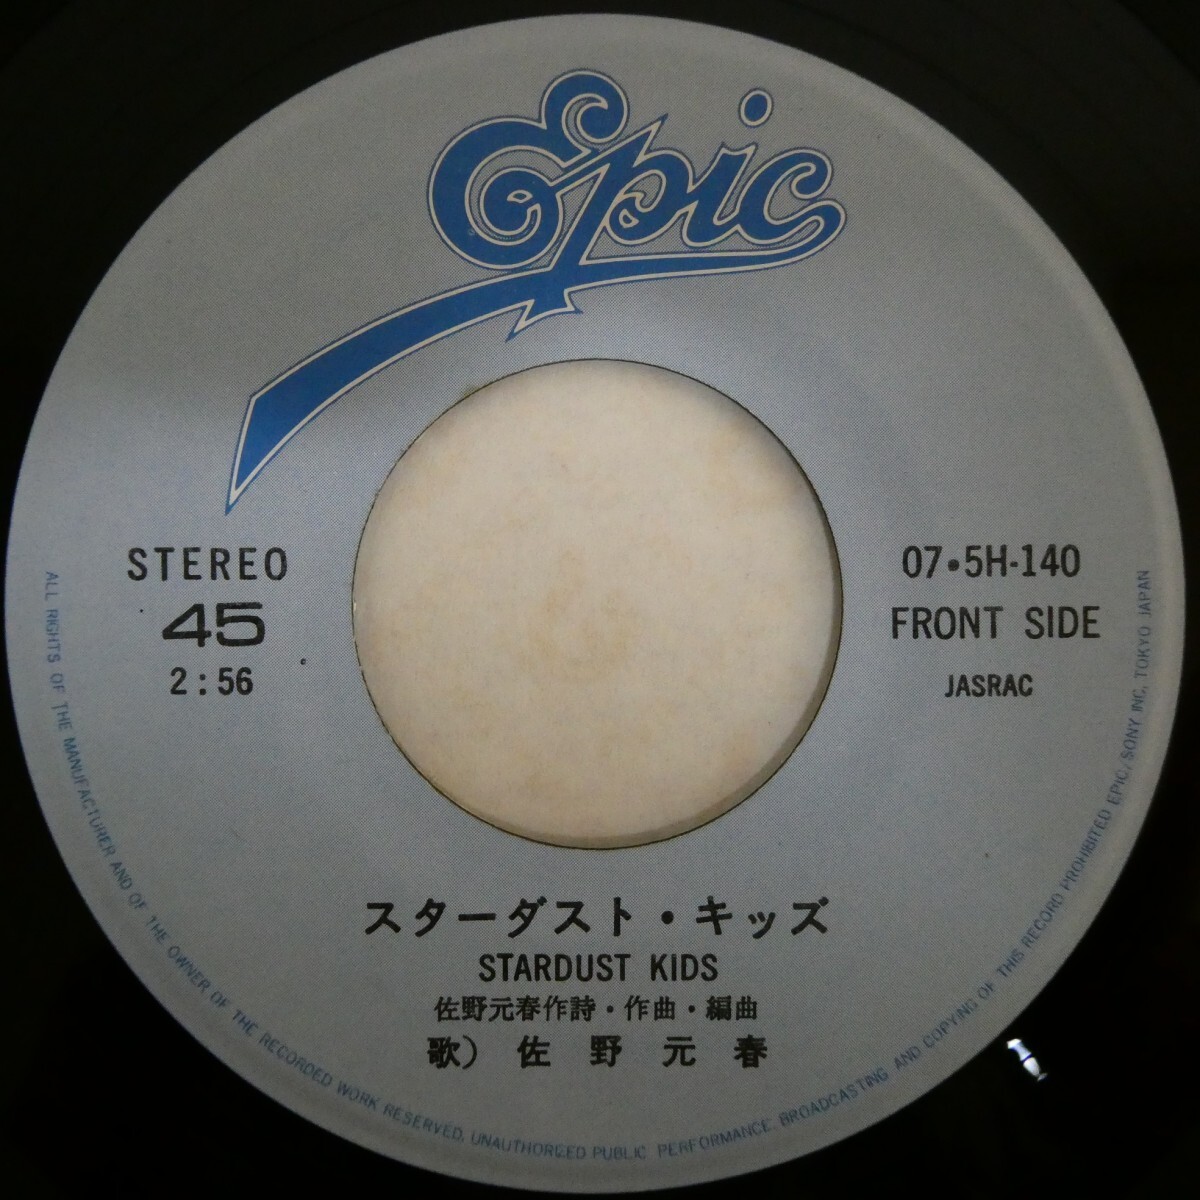 Epic
STEREO
45
2:56
07•5H-140
FRONT SIDE
JASRAC
スターダスト・キッズ
STARDUST KIDS
佐野元春作詩・作曲・編曲
歌) 佐野元春
ALL RIGHTS OF THE MANUFACTURER AND OF THE OWNER OF THE RECORDED WORK RESERVED. UNAUTHORIZED PUBLIC PERFORMANCE. BROADCASTING AND COPYING OF THIS RECORD PROHIBITED EPIC/SONY INC. TOKYO JAPAN